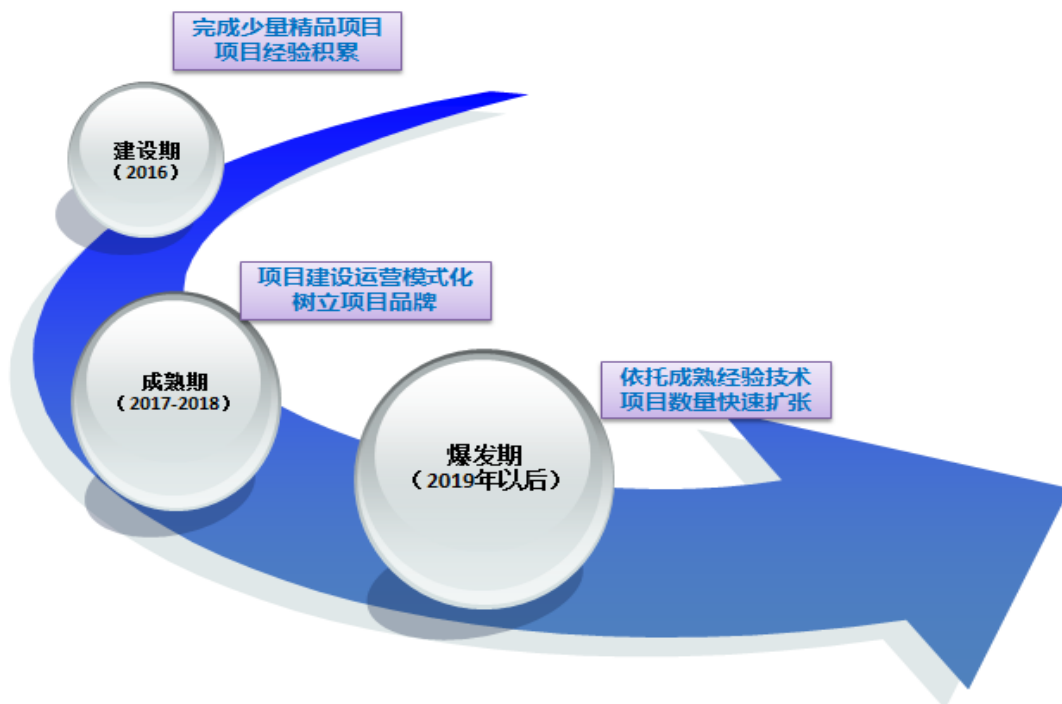 完成少量精品项目
项目经验积累
建设期
（2016）
项目建设运营模式化
树立项目品牌
成熟期
（2017-2018）
依托成熟经验技术
项目数量快速扩张
爆发期
（2019年以后）